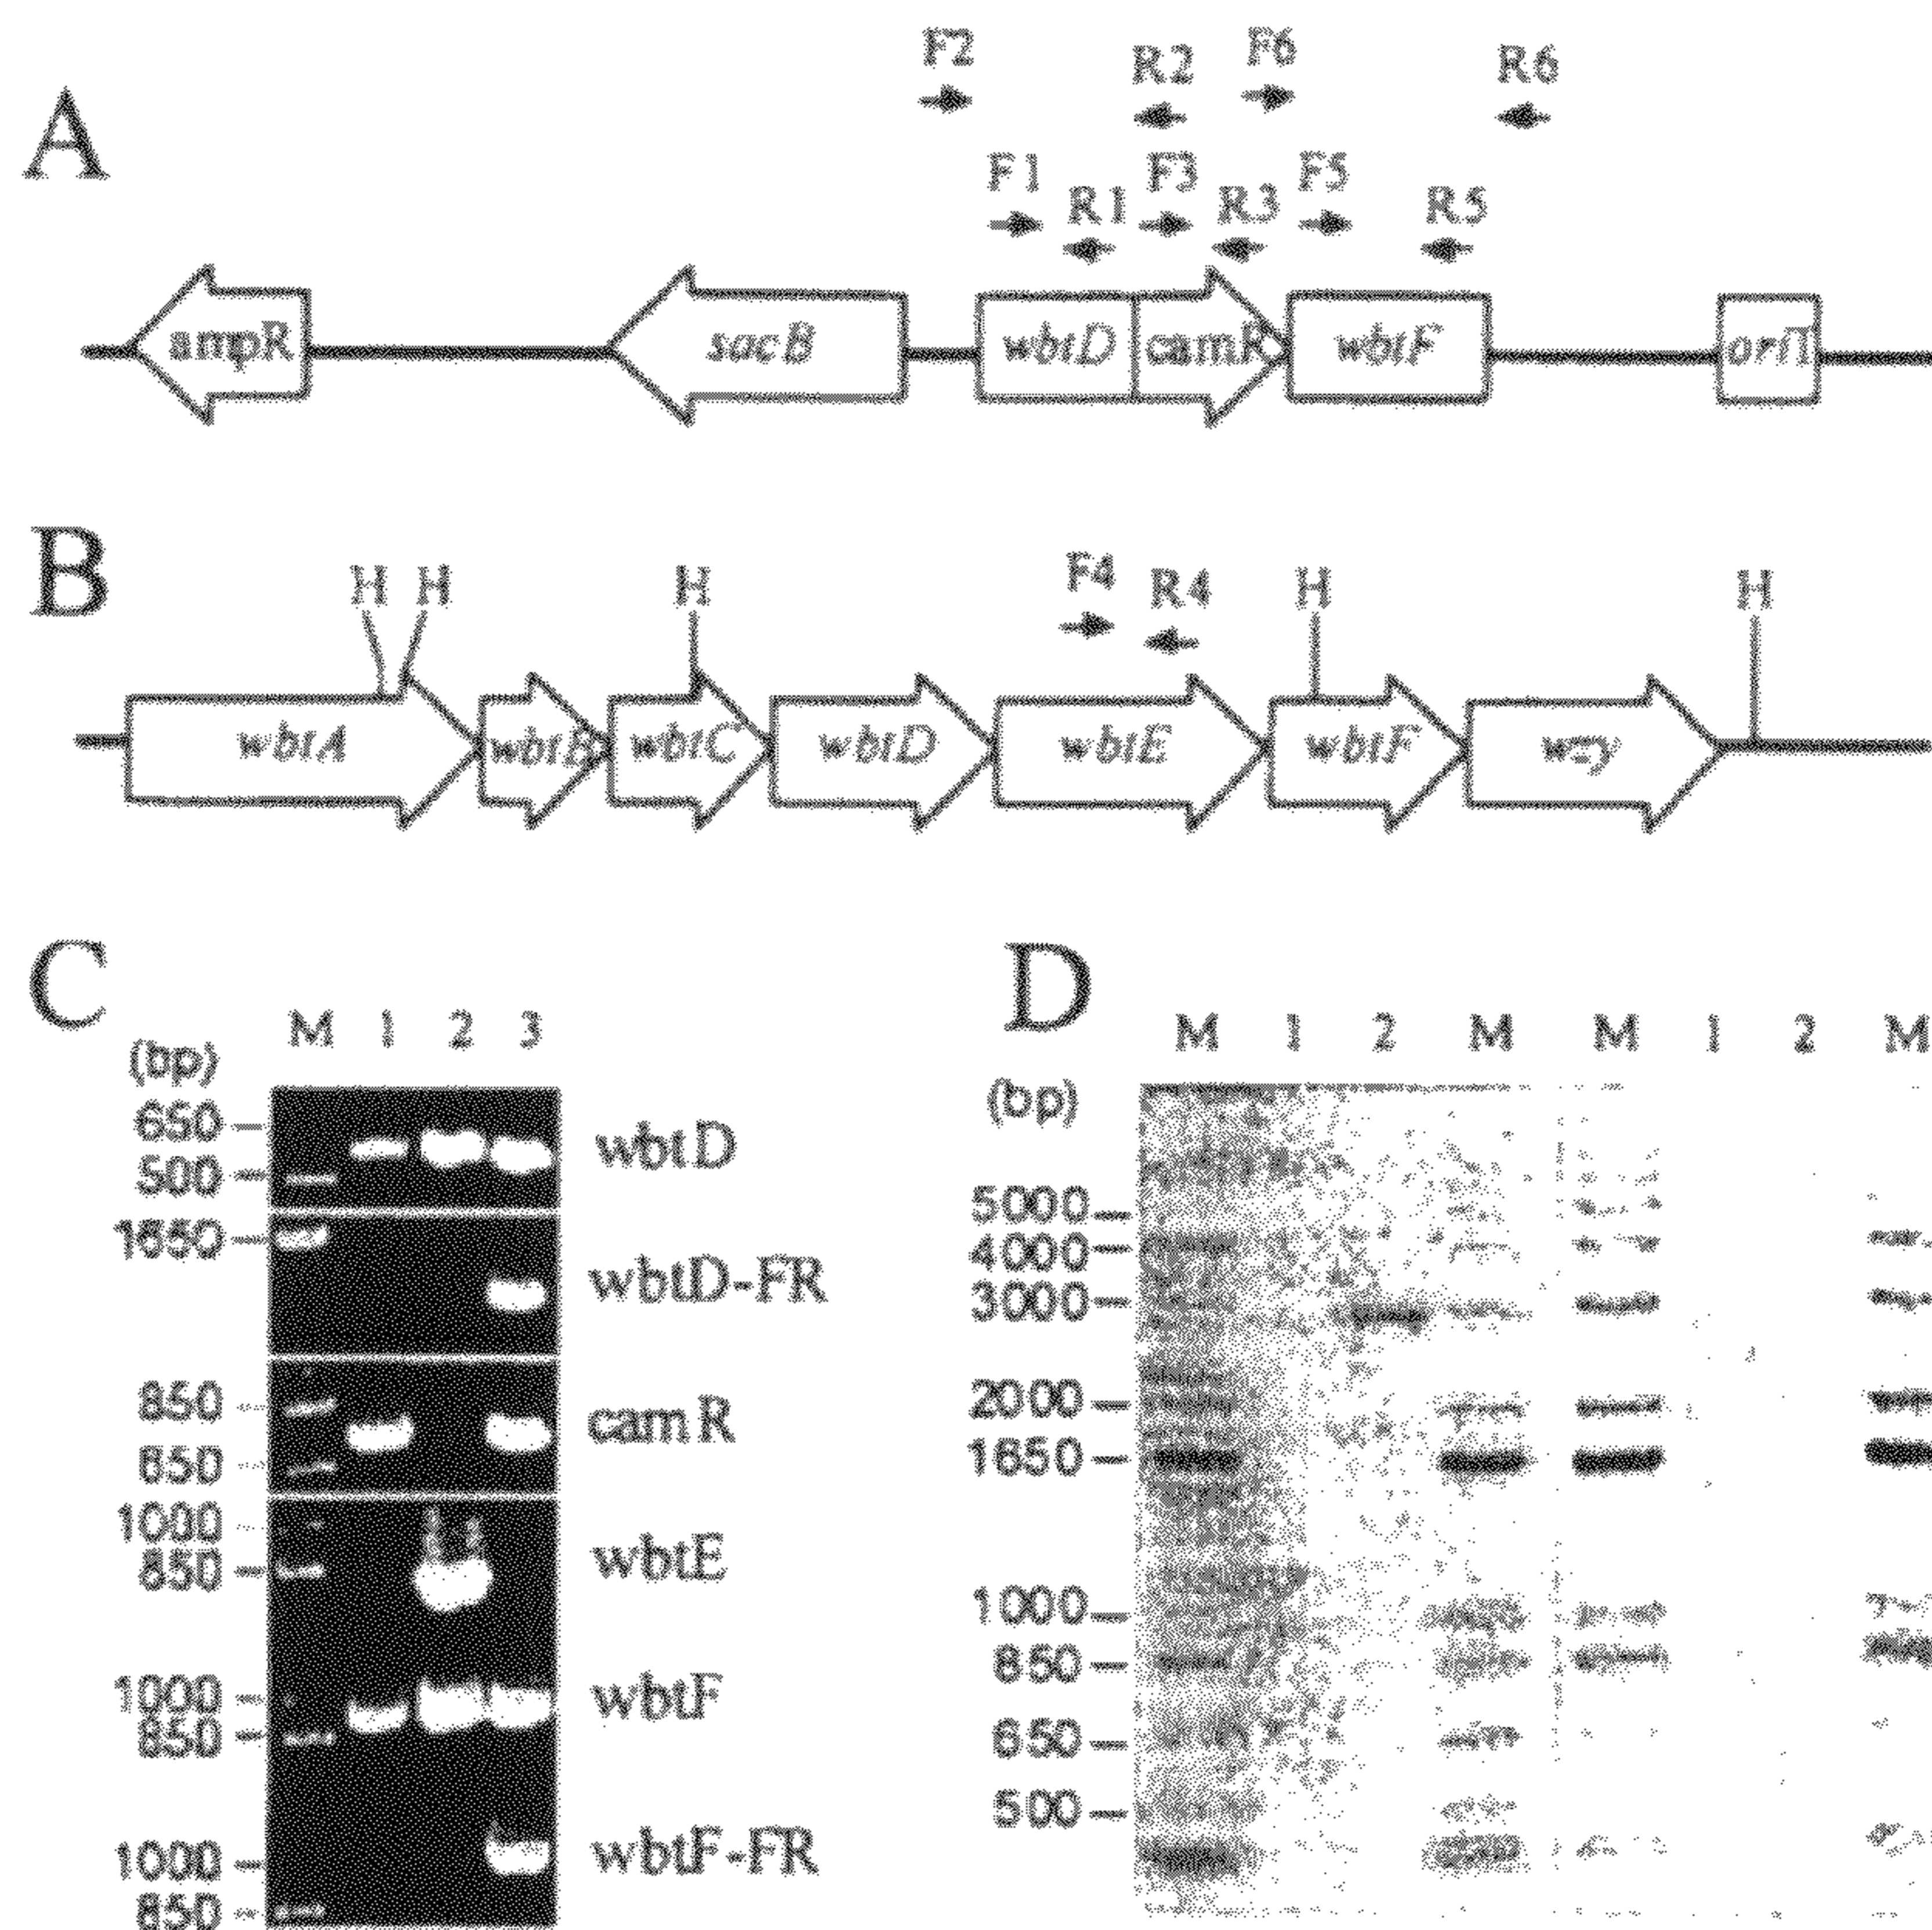 A
F2 R2 F6 R6
F1 R1 F3 R3 F5 R5
ampR sacB wbtD camR wbtF oriT
B
H H H F4 R4 H H
wbtA wbtB wbtC wbtD wbtE wbtF wzy
C
M 1 2 3
(bp)
650
500
wbtD
1650
wbtD-FR
850
650
camR
1000
850
wbtE
1000
850
wbtF
1000
850
wbtF-FR
D
M 1 2 M M 1 2 M
(bp)
5000
4000
3000
2000
1650
1000
850
650
500